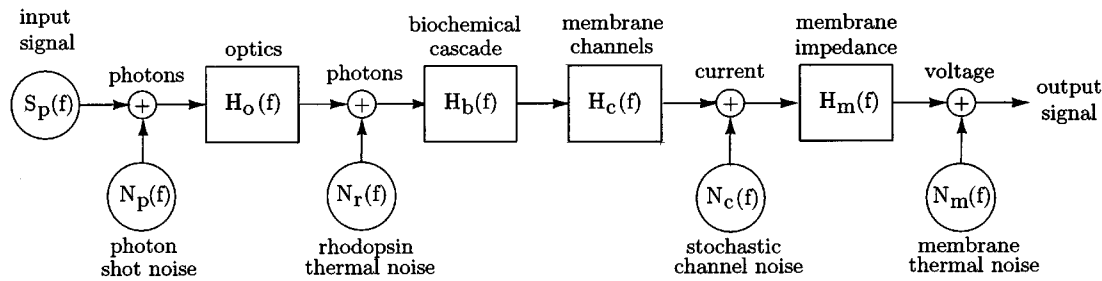 input
signal
S_p(f)
photons
+
N_p(f)
photon
shot noise
optics
H_o(f)
photons
+
N_r(f)
rhodopsin
thermal noise
biochemical
cascade
H_b(f)
membrane
channels
H_c(f)
current
+
N_c(f)
stochastic
channel noise
membrane
impedance
H_m(f)
voltage
+
N_m(f)
membrane
thermal noise
output
signal